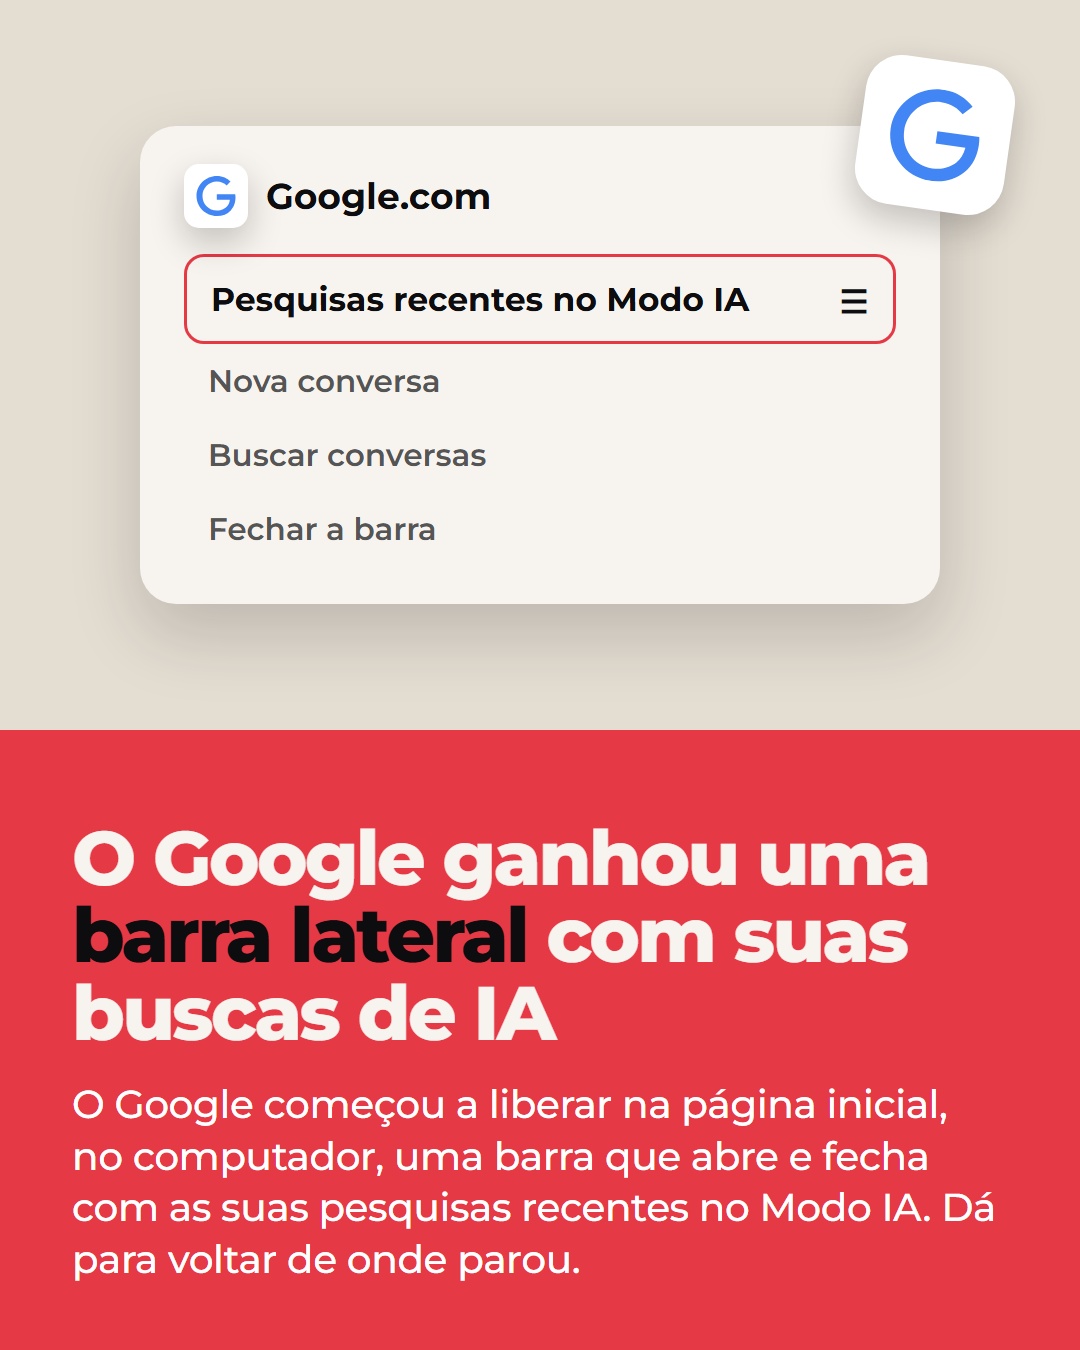 G
G Google.com
Pesquisas recentes no Modo IA
Nova conversa
Buscar conversas
Fechar a barra
O Google ganhou uma
barra lateral com suas
buscas de IA
O Google começou a liberar na página inicial,
no computador, uma barra que abre e fecha
com as suas pesquisas recentes no Modo IA. Dá
para voltar de onde parou.